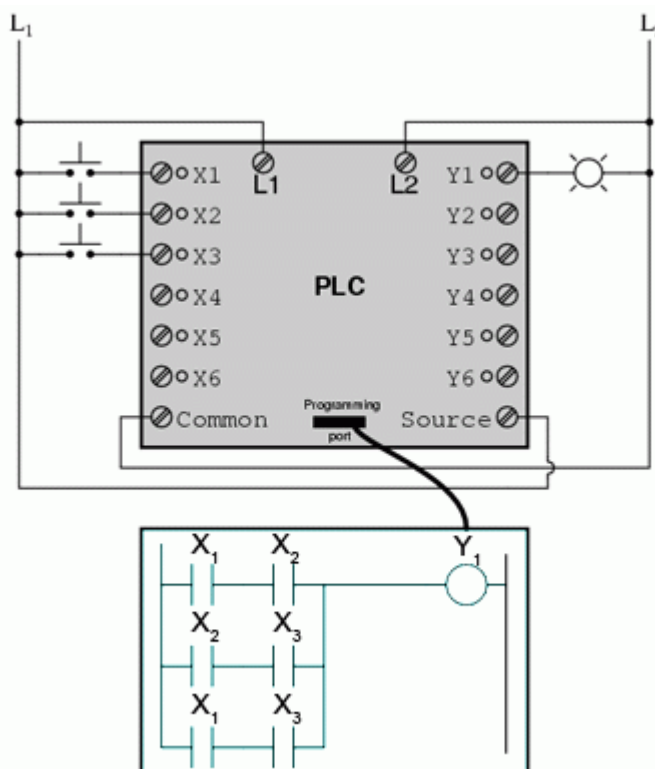 L₁ L
L1 L2
X1 Y1
X2 Y2
X3 Y3
PLC
X4 Y4
X5 Y5
X6 Y6
Programming
Common Source
port
X₁ X₂ Y₁
X₂ X₃
X₁ X₃